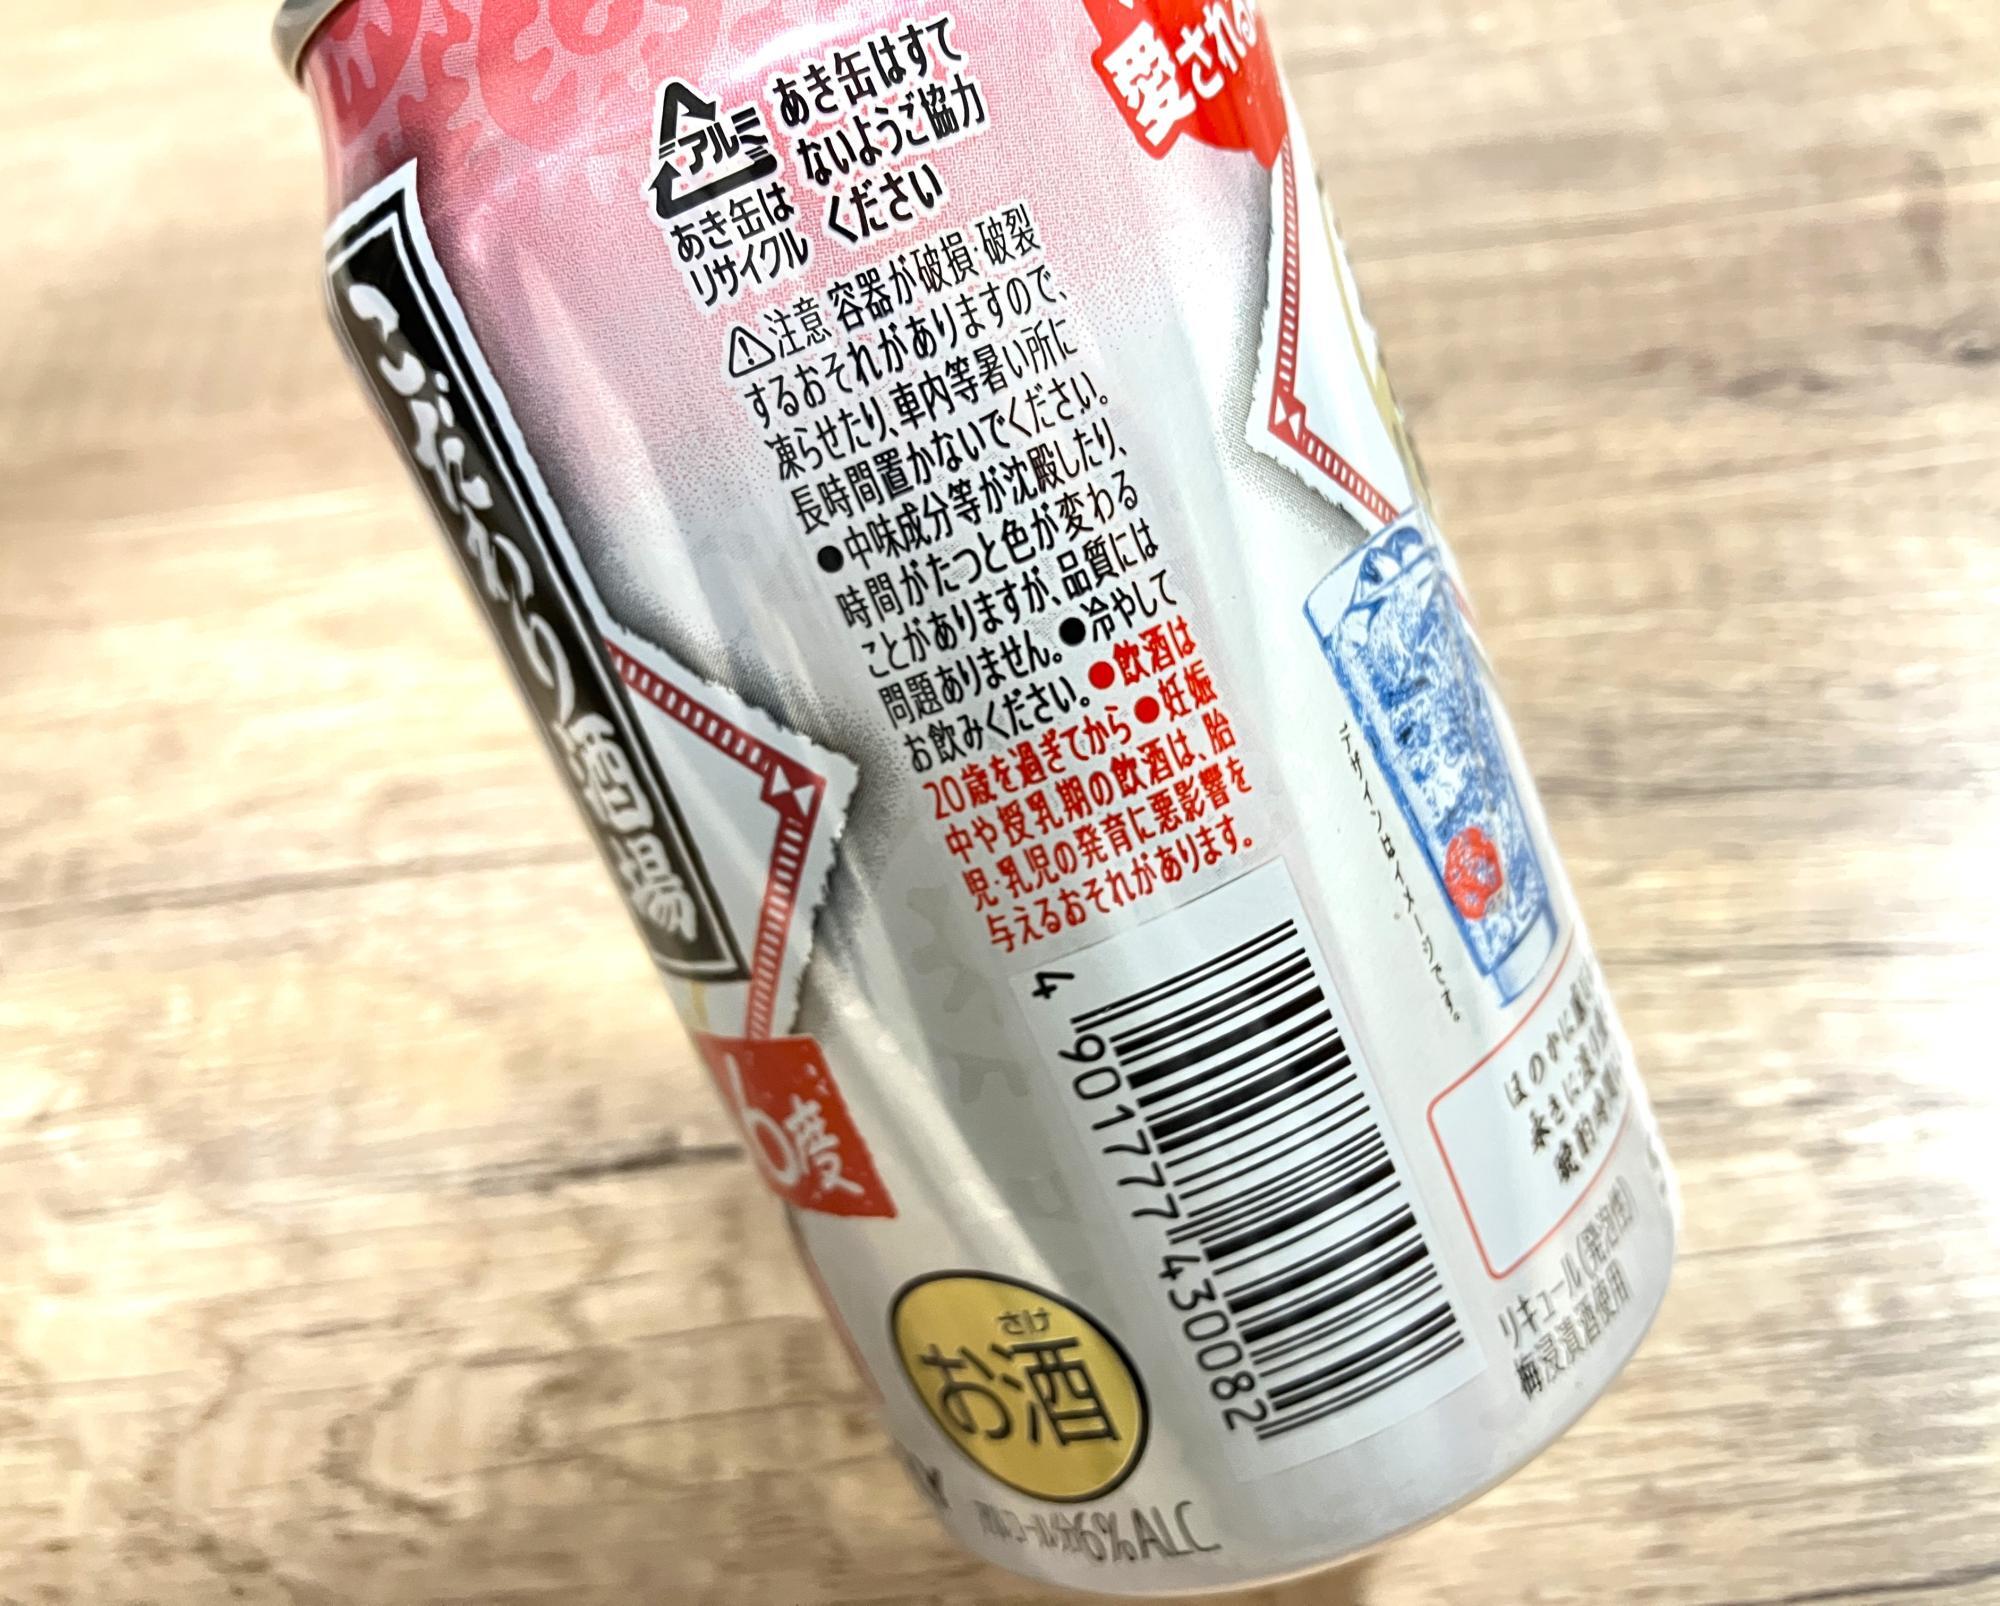 愛される
アルミ
あき缶は
リサイクル
あき缶はすて
ないようご協力
ください
注意 容器が破損・破裂
するおそれがありますので、
凍らせたり、車内等暑い所に
長時間置かないでください。
●中味成分等が沈殿したり、
時間がたつと色が変わる
ことがありますが、品質には
問題ありません。●冷やして
お飲みください。●飲酒は
20歳を過ぎてから●妊娠
中や授乳期の飲酒は、胎
児・乳児の発育に悪影響を
与えるおそれがあります。
こだわり酒場
6度
4 901777 430082
さけ
お酒
アルコール分6%ALC
デザインはイメージです。
ほのかに
リキュール(発泡性)
梅浸漬酒使用